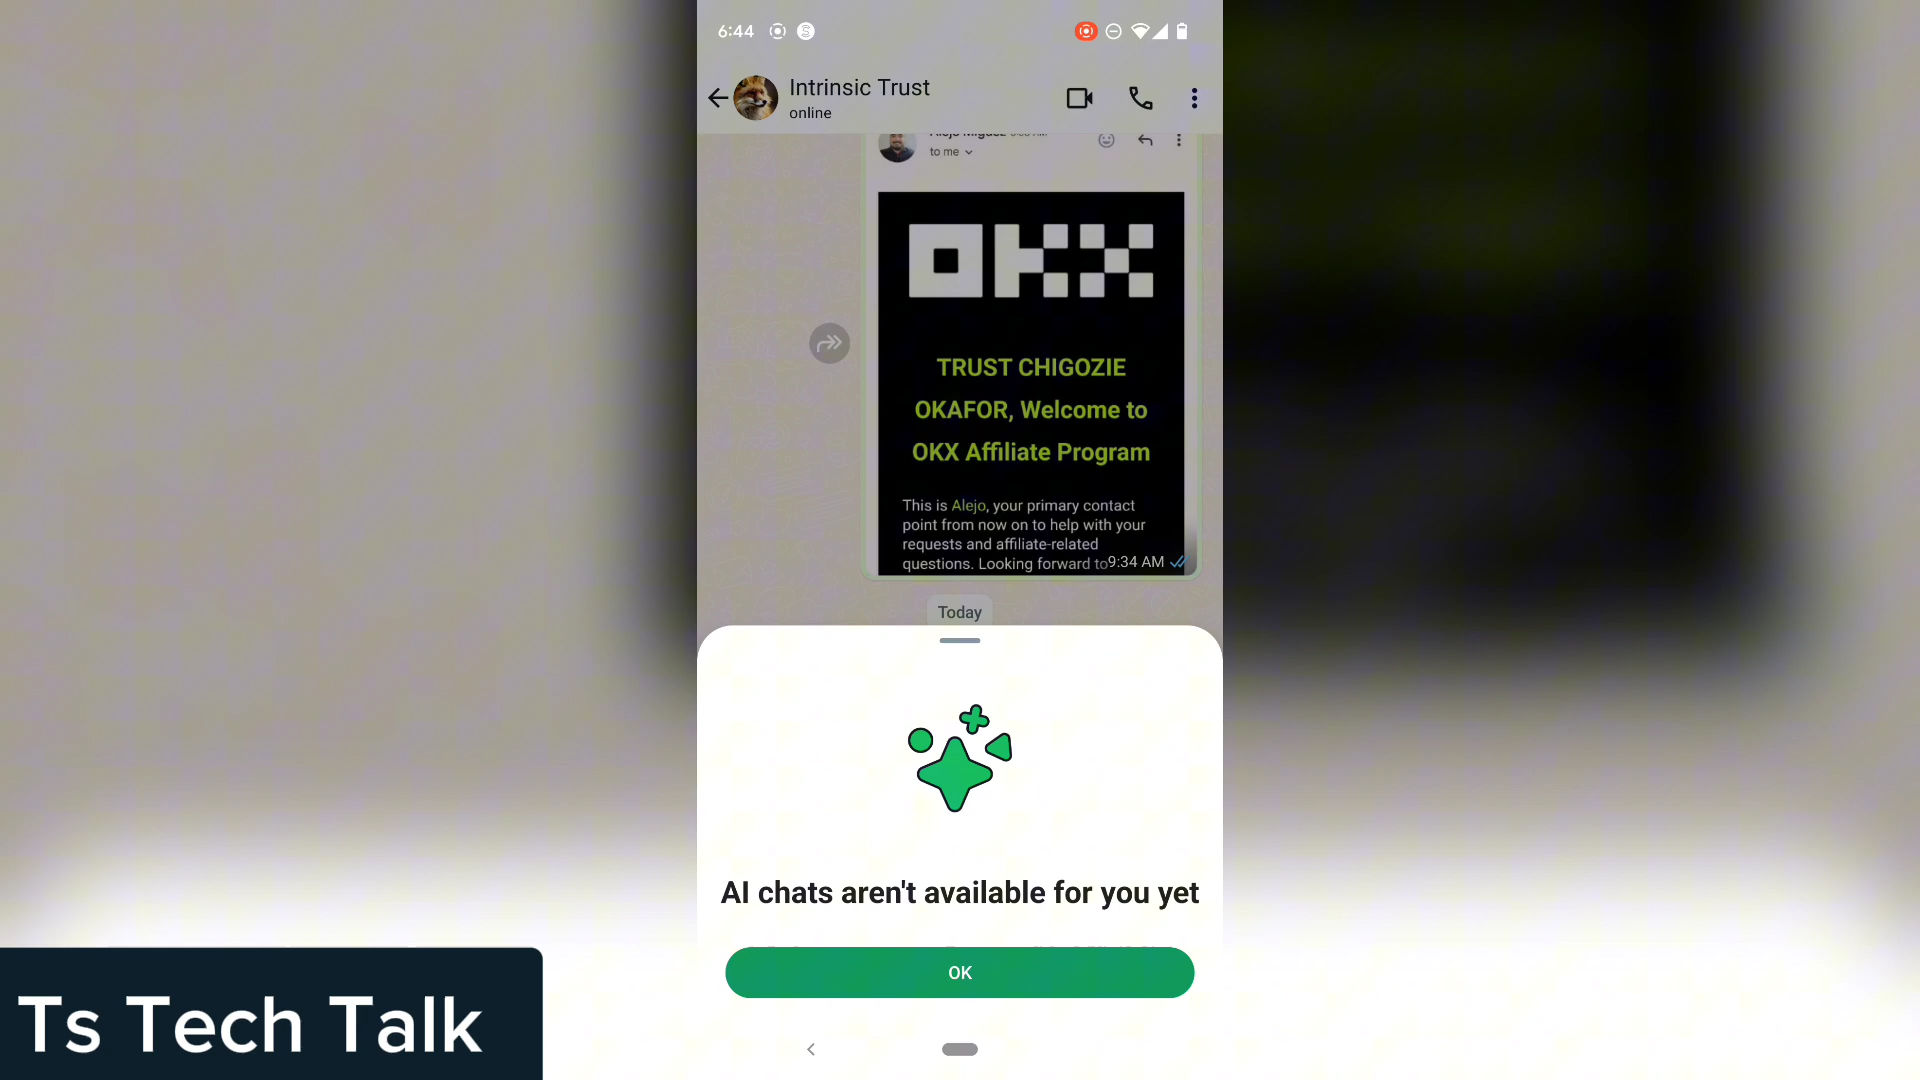 6:44
Intrinsic Trust
online
to me
OKX
TRUST CHIGOZIE
OKAFOR, Welcome to
OKX Affiliate Program
This is Alejo, your primary contact
point from now on to help with your
requests and affiliate-related
questions. Looking forward to
9:34 AM
Today
AI chats aren't available for you yet
OK
Ts Tech Talk